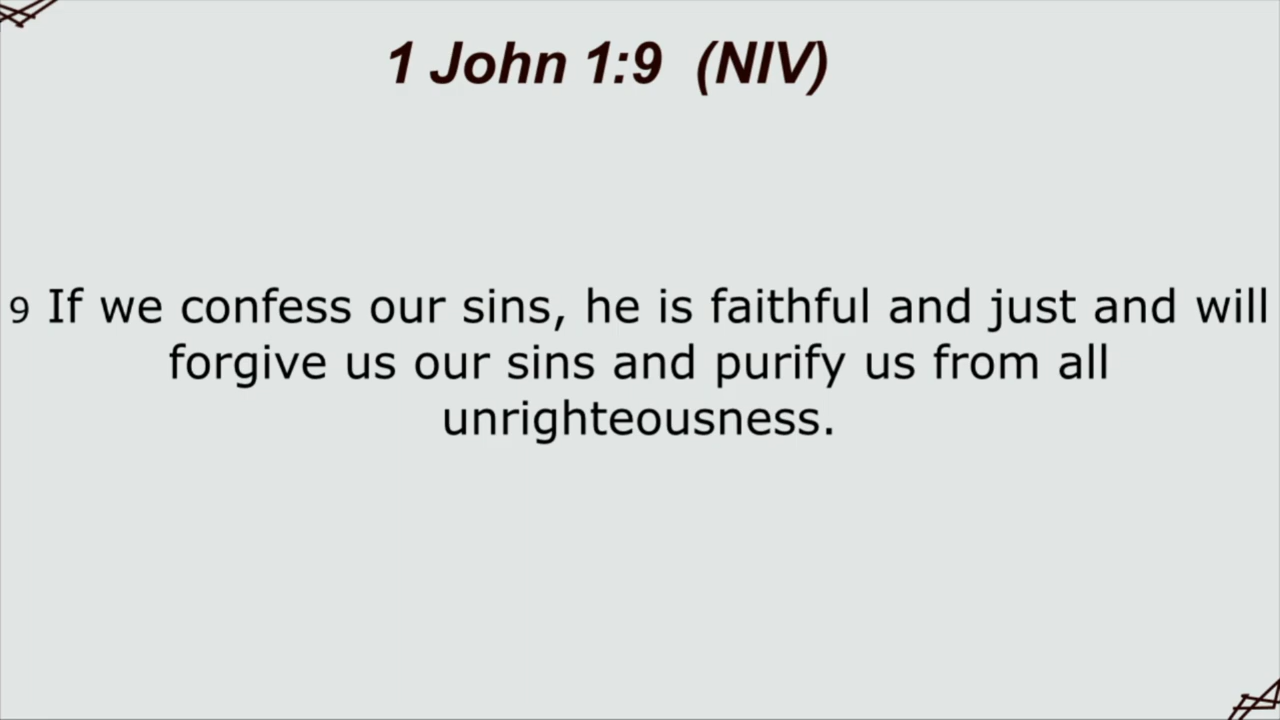 1 John 1:9 (NIV)
9 If we confess our sins, he is faithful and just and will
forgive us our sins and purify us from all
unrighteousness.